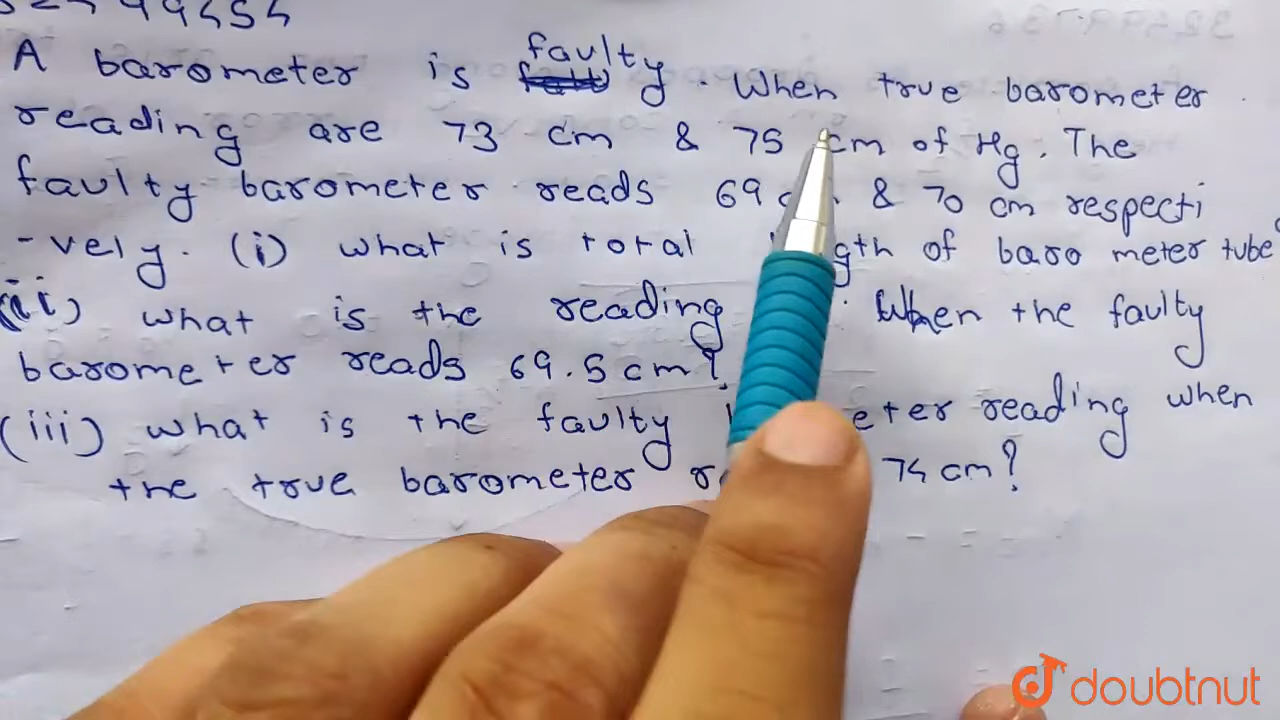 A barometer is faulty. When true barometer
reading are 73 cm & 75 cm of Hg. The
faulty barometer reads 69 & 70 cm respecti
-vely. (i) what is total of baro meter tube
(ii) what is the reading When the faulty
barometer reads 69.5 cm?
(iii) what is the faulty reading when
the true barometer 74 cm?
doubtnut